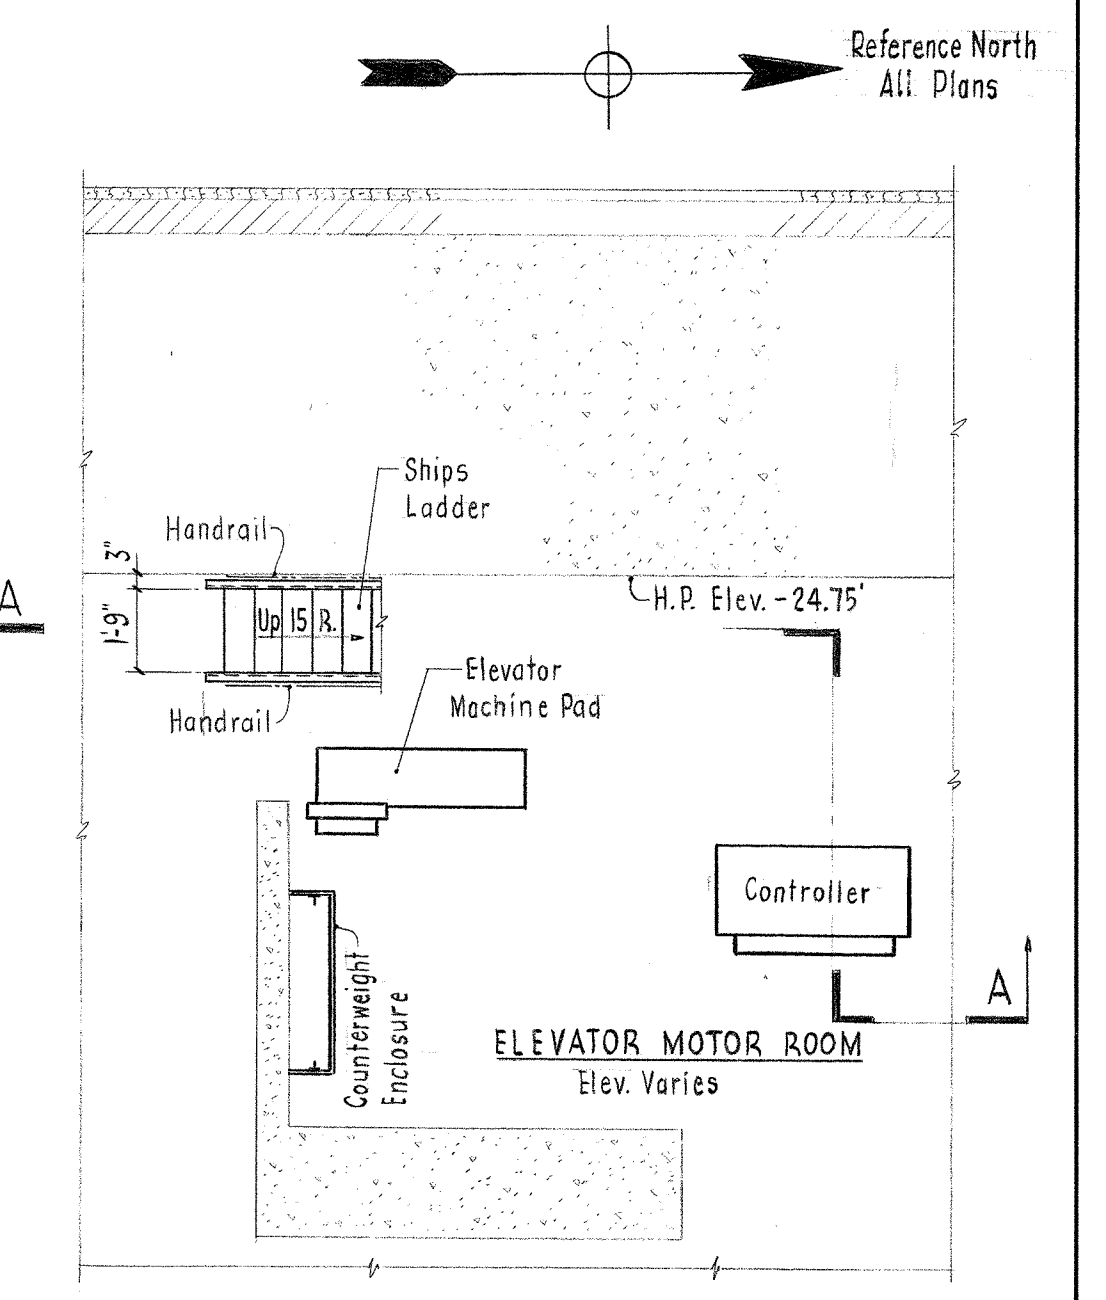 Reference North
All Plans
Ships
Ladder
Handrail
3"
A
1'-9"
Up 15 R.
H.P. Elev. -24.75'
Elevator
Machine Pad
Handrail
Controller
Counterweight
Enclosure
A
ELEVATOR MOTOR ROOM
Elev. Varies